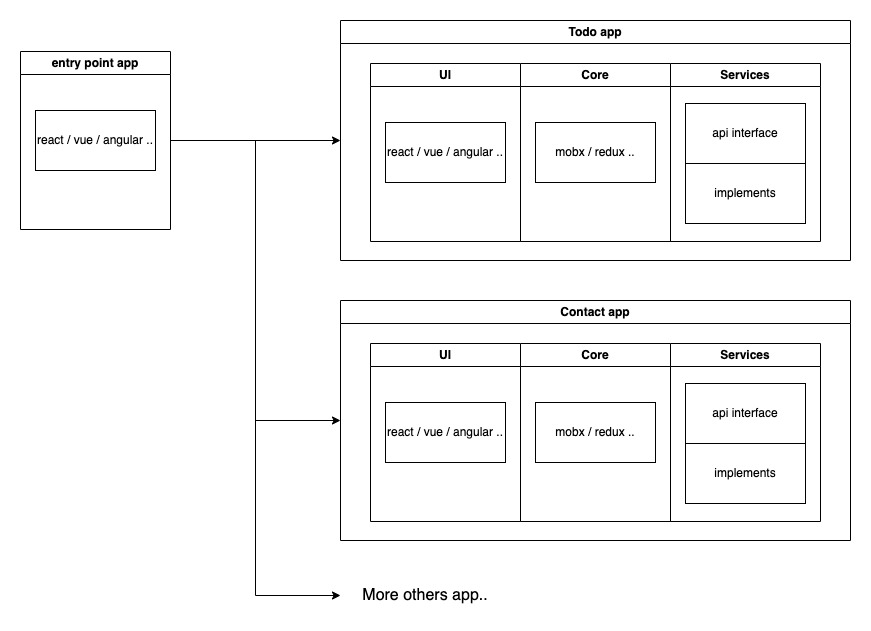 entry point app
react / vue / angular ..
Todo app
UI
Core
Services
react / vue / angular ..
mobx / redux ..
api interface
implements
Contact app
UI
Core
Services
react / vue / angular ..
mobx / redux ..
api interface
implements
More others app..